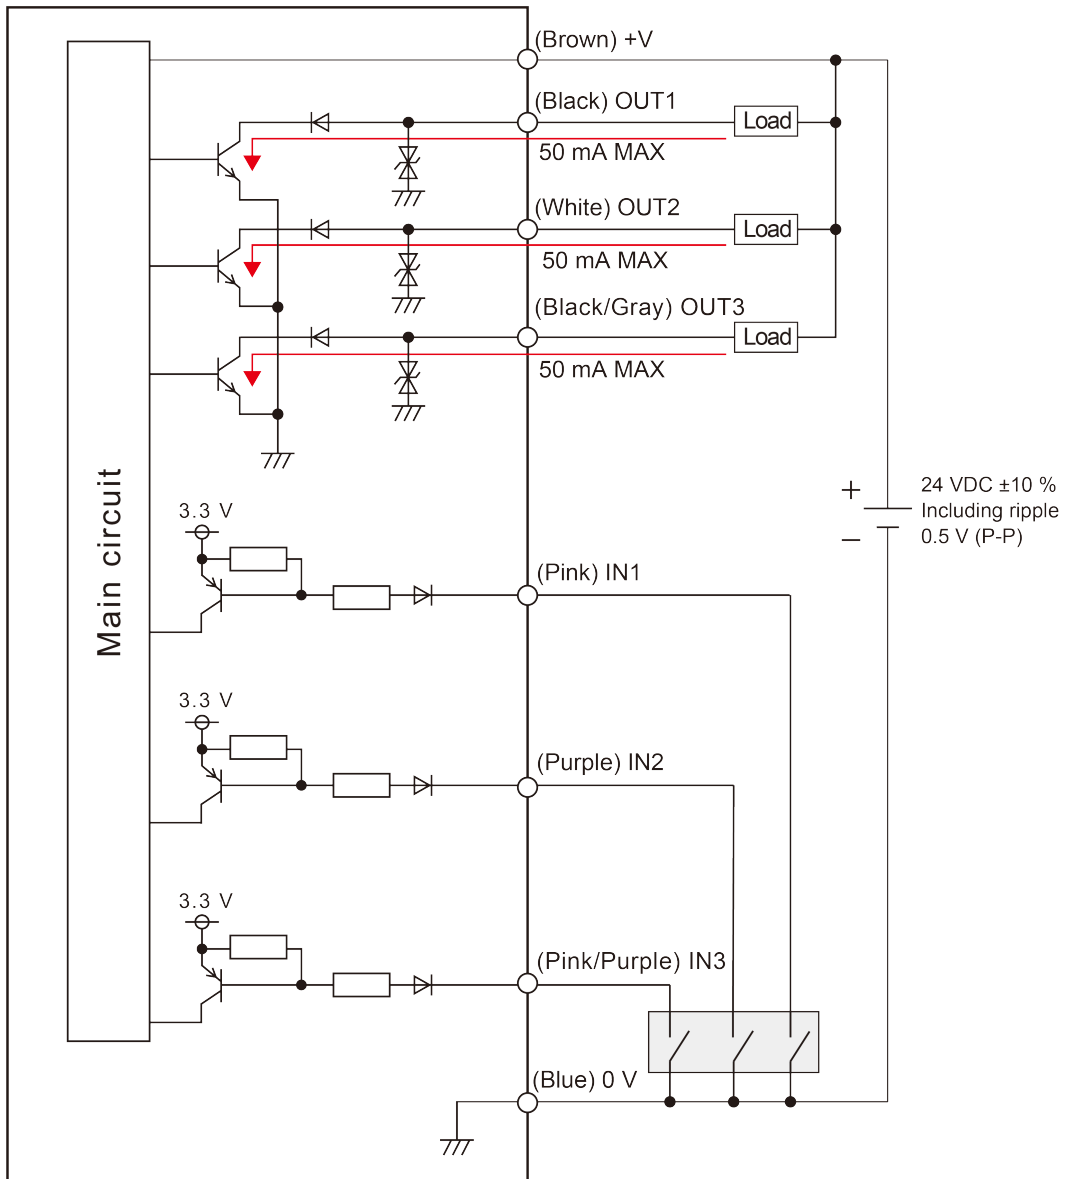 (Brown) +V
(Black) OUT1
Load
50 mA MAX
(White) OUT2
Load
50 mA MAX
(Black/Gray) OUT3
Load
50 mA MAX
Main circuit
+
24 VDC ±10 %
Including ripple
−
0.5 V (P-P)
3.3 V
(Pink) IN1
3.3 V
(Purple) IN2
3.3 V
(Pink/Purple) IN3
(Blue) 0 V